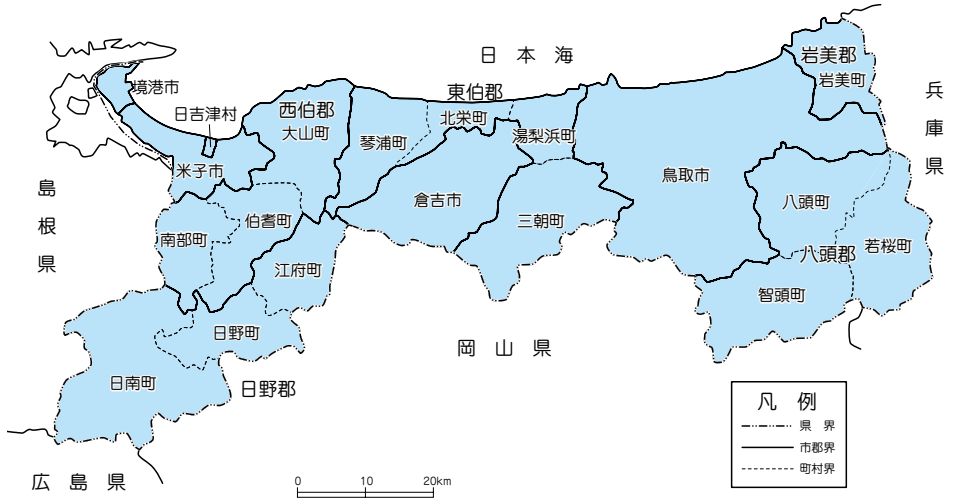 日本海
境港市
日吉津村
米子市
西伯郡
大山町
東伯郡
琴浦町
北栄町
湯梨浜町
倉吉市
三朝町
鳥取市
岩美郡
岩美町
八頭町
八頭郡
若桜町
智頭町
南部町
伯耆町
江府町
日野町
日南町
日野郡
兵庫県
島根県
岡山県
広島県
凡例
県界
市郡界
町村界
0 10 20km